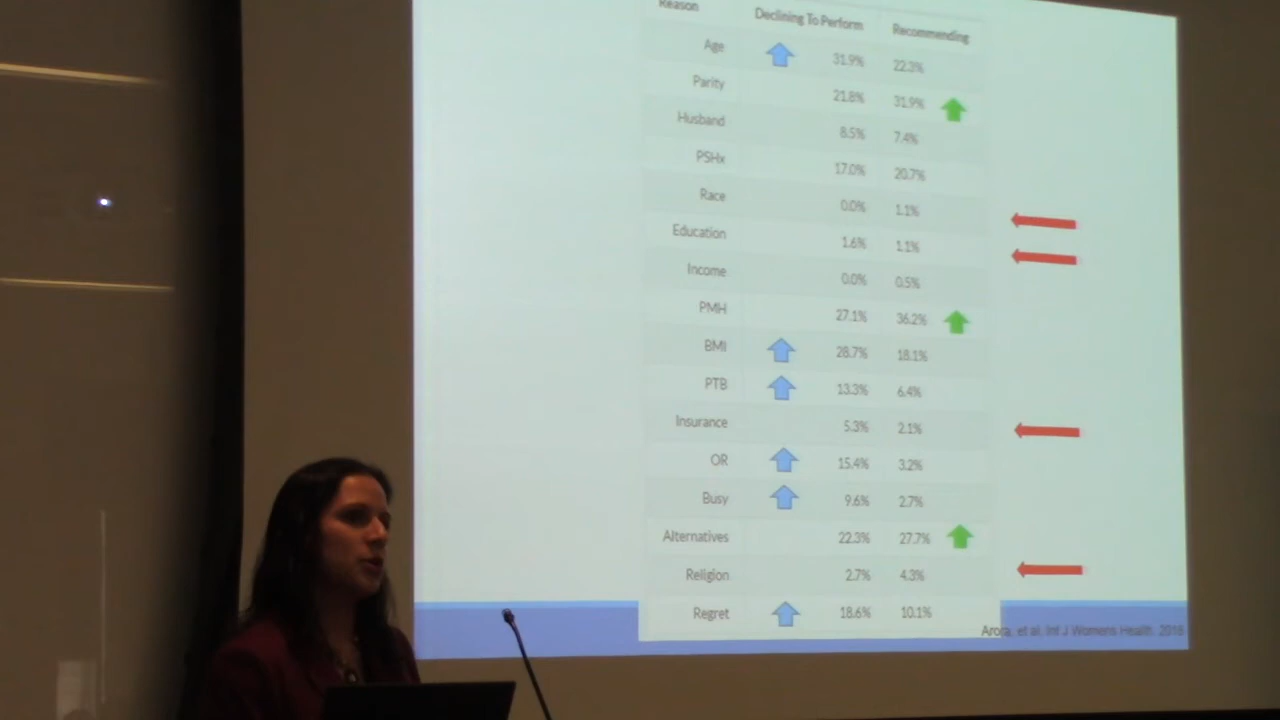 Reason Declining To Perform Recommending
Age 31.9% 22.3%
Parity 21.8% 31.9%
Husband 8.5% 7.4%
PSHx 17.0% 20.7%
Race 0.0% 1.1%
Education 1.6% 1.1%
Income 0.0% 0.5%
PMH 27.1% 36.2%
BMI 28.7% 18.1%
PTB 13.3% 6.4%
Insurance 5.3% 2.1%
OR 15.4% 3.2%
Busy 9.6% 2.7%
Alternatives 22.3% 27.7%
Religion 2.7% 4.3%
Regret 18.6% 10.1%
Arora, et al. Int J Womens Health. 2016